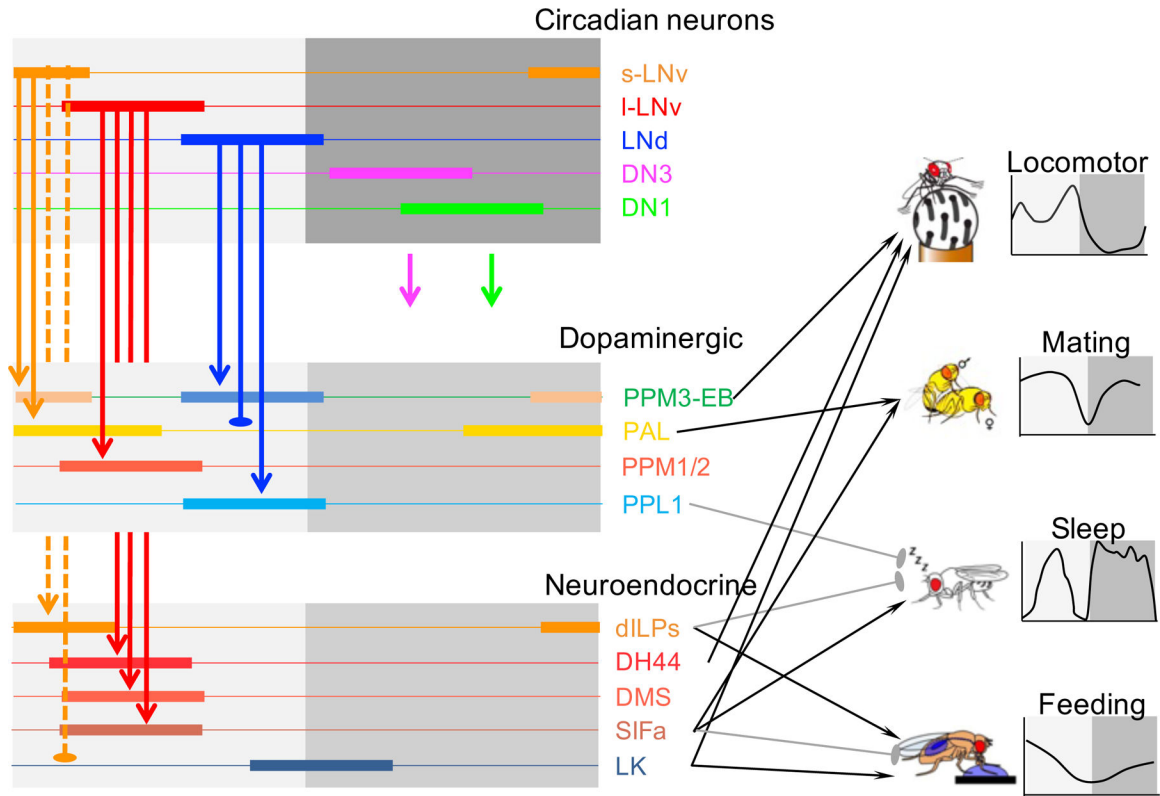 Circadian neurons
s-LNv
l-LNv
LNd
DN3
DN1
Dopaminergic
PPM3-EB
PAL
PPM1/2
PPL1
Neuroendocrine
dILPs
DH44
DMS
SIFa
LK
Locomotor
Mating
♂
♀
Sleep
z z z z
Feeding